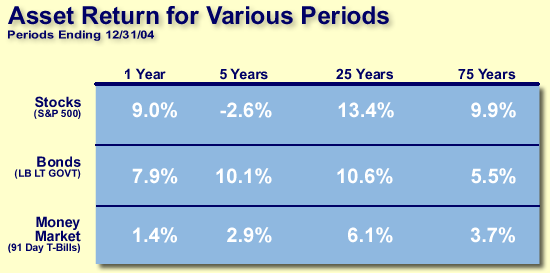 Asset Return for Various Periods
Periods Ending 12/31/04
1 Year 5 Years 25 Years 75 Years
Stocks
(S&P 500)
9.0% -2.6% 13.4% 9.9%
Bonds
(LB LT GOVT)
7.9% 10.1% 10.6% 5.5%
Money
Market
(91 Day T-Bills)
1.4% 2.9% 6.1% 3.7%